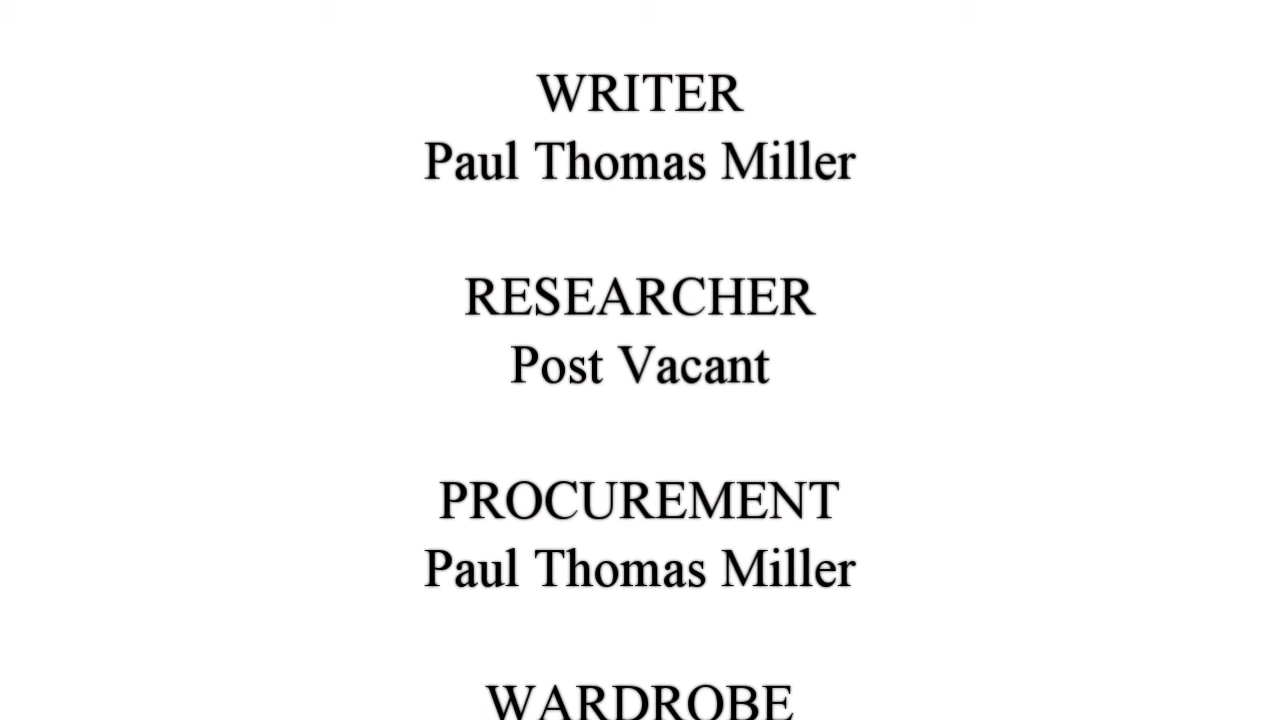 WRITER
Paul Thomas Miller
RESEARCHER
Post Vacant
PROCUREMENT
Paul Thomas Miller
WARDROBE